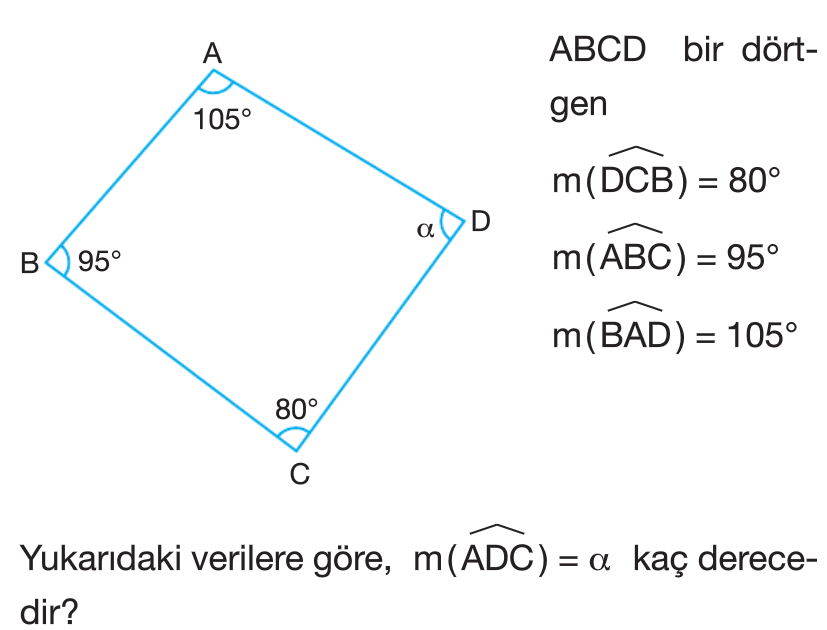 A
105°
B 95°
α D
80°
C
ABCD bir dört-
gen
m(DCB) = 80°
m(ABC) = 95°
m(BAD) = 105°
Yukarıdaki verilere göre, m(ADC) = α kaç derece-
dir?